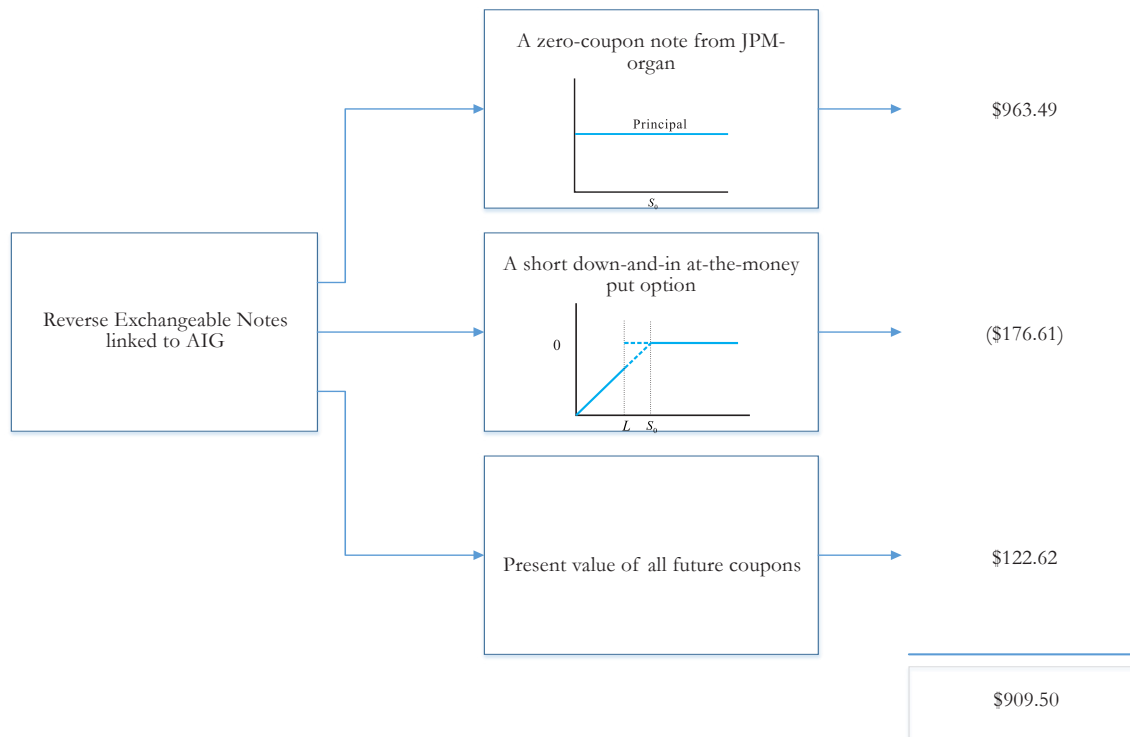 A zero-coupon note from JPM-
organ
Principal
S₀
$963.49
Reverse Exchangeable Notes
linked to AIG
A short down-and-in at-the-money
put option
0
L S₀
($176.61)
Present value of all future coupons
$122.62
$909.50